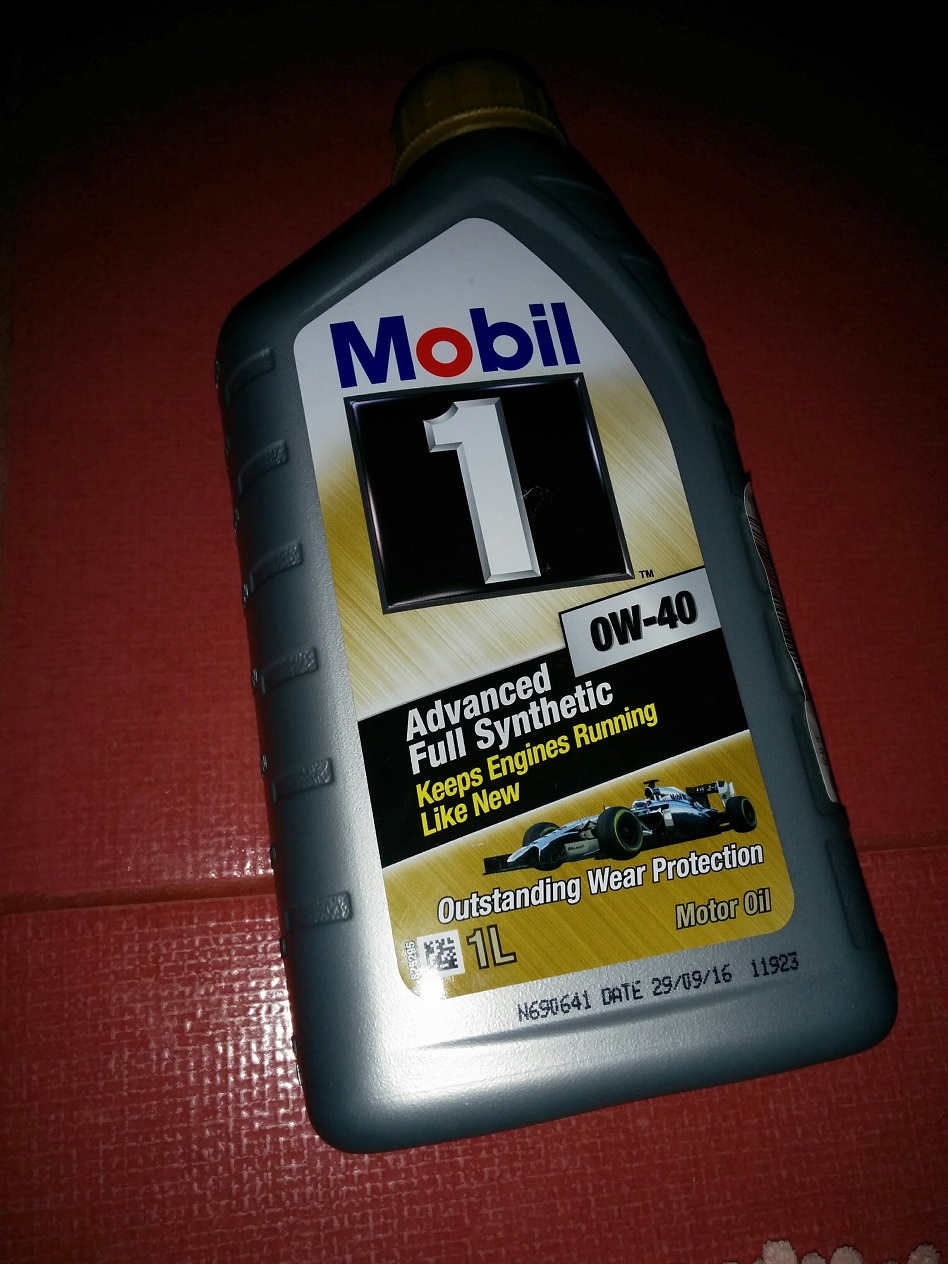 Mobil
1
TM
0W-40
Advanced
Full Synthetic
Keeps Engines Running
Like New
Outstanding Wear Protection
Motor Oil
1L
N690641 DATE 29/09/16 11923